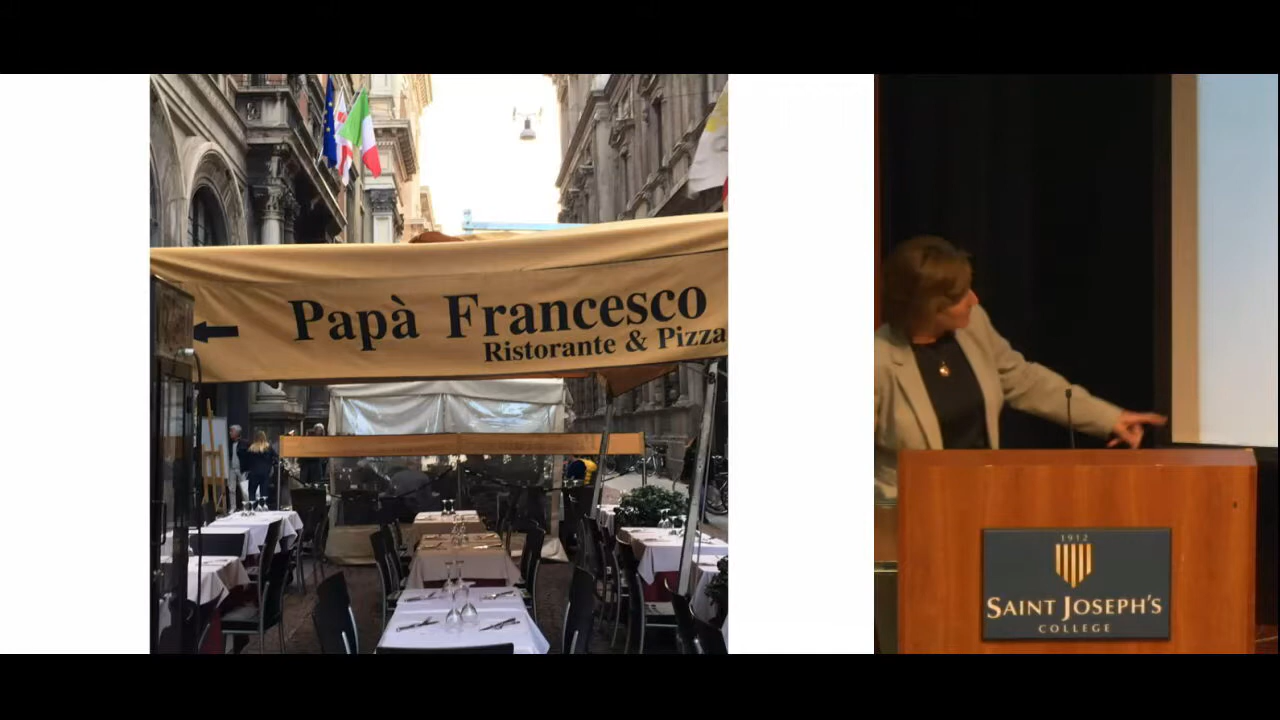 Papà Francesco
Ristorante & Pizza
1912
SAINT JOSEPH'S
COLLEGE